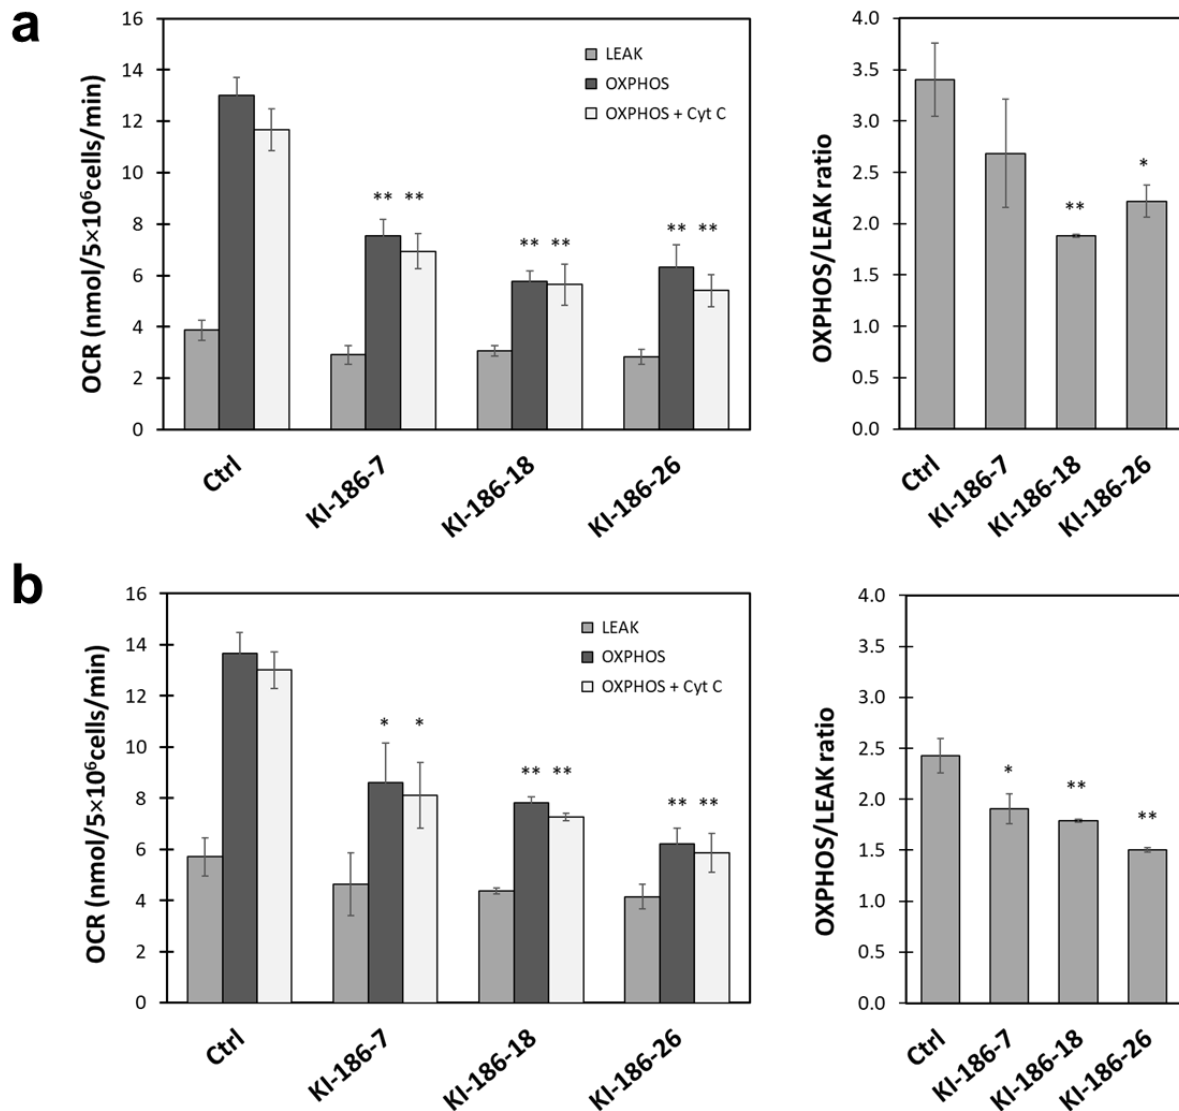 a
OCR (nmol/5×10⁶cells/min)
16
14
12
10
8
6
4
2
0
LEAK
OXPHOS
OXPHOS + Cyt C
** **
** **
** **
Ctrl
KI-186-7
KI-186-18
KI-186-26
OXPHOS/LEAK ratio
4.0
3.5
3.0
2.5
2.0
1.5
1.0
0.5
0.0
**
*
Ctrl
KI-186-7
KI-186-18
KI-186-26
b
OCR (nmol/5×10⁶cells/min)
16
14
12
10
8
6
4
2
0
LEAK
OXPHOS
OXPHOS + Cyt C
* *
** **
** **
Ctrl
KI-186-7
KI-186-18
KI-186-26
OXPHOS/LEAK ratio
4.0
3.5
3.0
2.5
2.0
1.5
1.0
0.5
0.0
*
**
**
Ctrl
KI-186-7
KI-186-18
KI-186-26